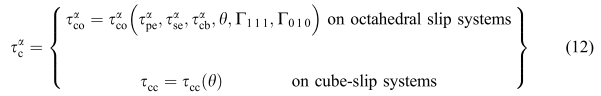 τ_c^α = { τ_co^α = τ_co^α(τ_pe^α, τ_se^α, τ_cb^α, θ, Γ_111, Γ_010) on octahedral slip systems
τ_cc = τ_cc(θ) on cube-slip systems } (12)